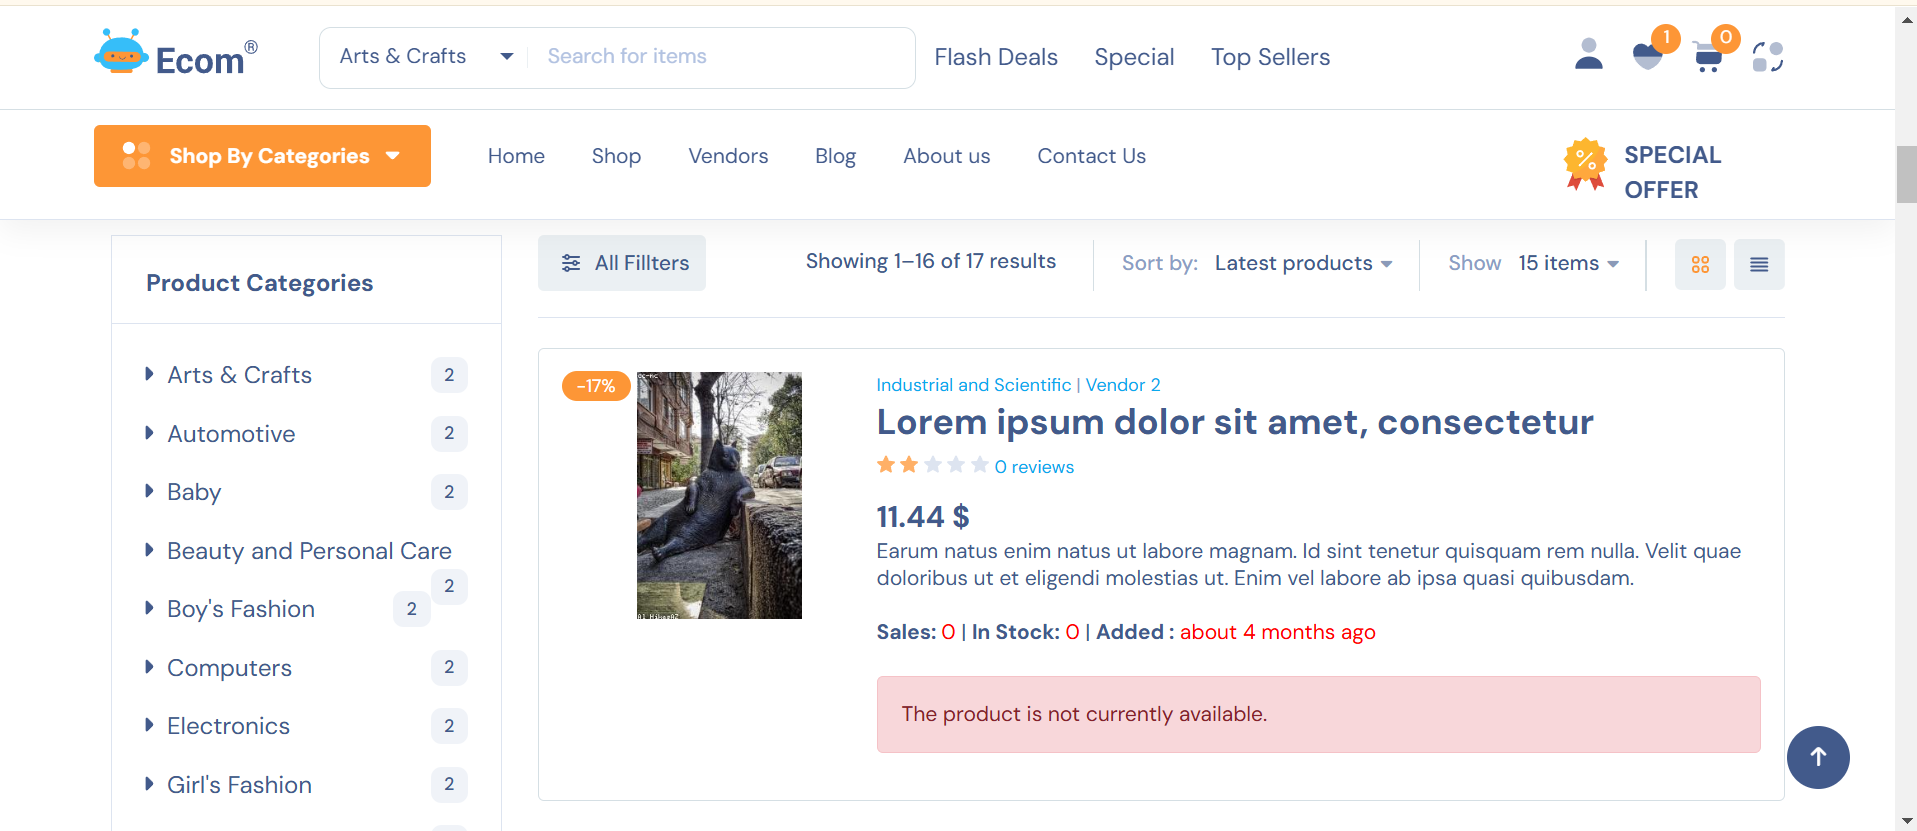 Ecom®
Arts & Crafts
Search for items
Flash Deals
Special
Top Sellers
1
0
Shop By Categories
Home
Shop
Vendors
Blog
About us
Contact Us
SPECIAL
OFFER
Product Categories
Arts & Crafts 2
Automotive 2
Baby 2
Beauty and Personal Care
2
Boy's Fashion 2
Computers 2
Electronics 2
Girl's Fashion 2
All Fillters
Showing 1–16 of 17 results
Sort by: Latest products
Show 15 items
-17%
Industrial and Scientific | Vendor 2
Lorem ipsum dolor sit amet, consectetur
0 reviews
11.44 $
Earum natus enim natus ut labore magnam. Id sint tenetur quisquam rem nulla. Velit quae
doloribus ut et eligendi molestias ut. Enim vel labore ab ipsa quasi quibusdam.
Sales: 0 | In Stock: 0 | Added : about 4 months ago
The product is not currently available.